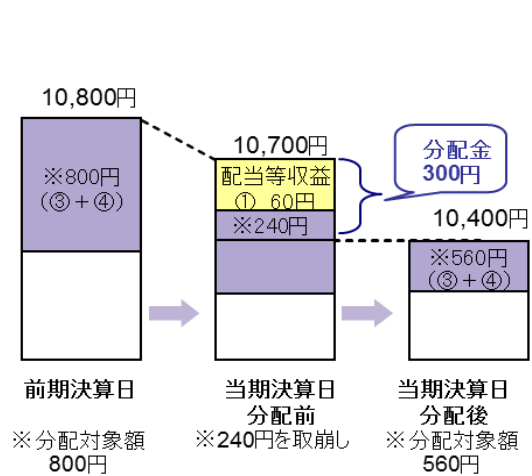 10,800円
※800円
(③+④)
10,700円
配当等収益
① 60円
※240円
分配金
300円
10,400円
※560円
(③+④)
前期決算日
※分配対象額
800円
当期決算日
分配前
※240円を取崩し
当期決算日
分配後
※分配対象額
560円